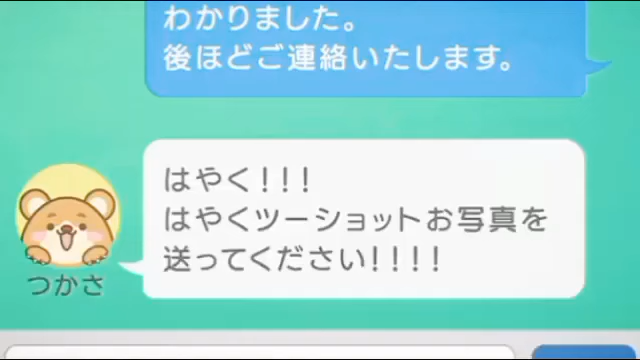 わかりました。
後ほどご連絡いたします。
はやく!!!
はやくツーショットお写真を
送ってください!!!!
つかさ